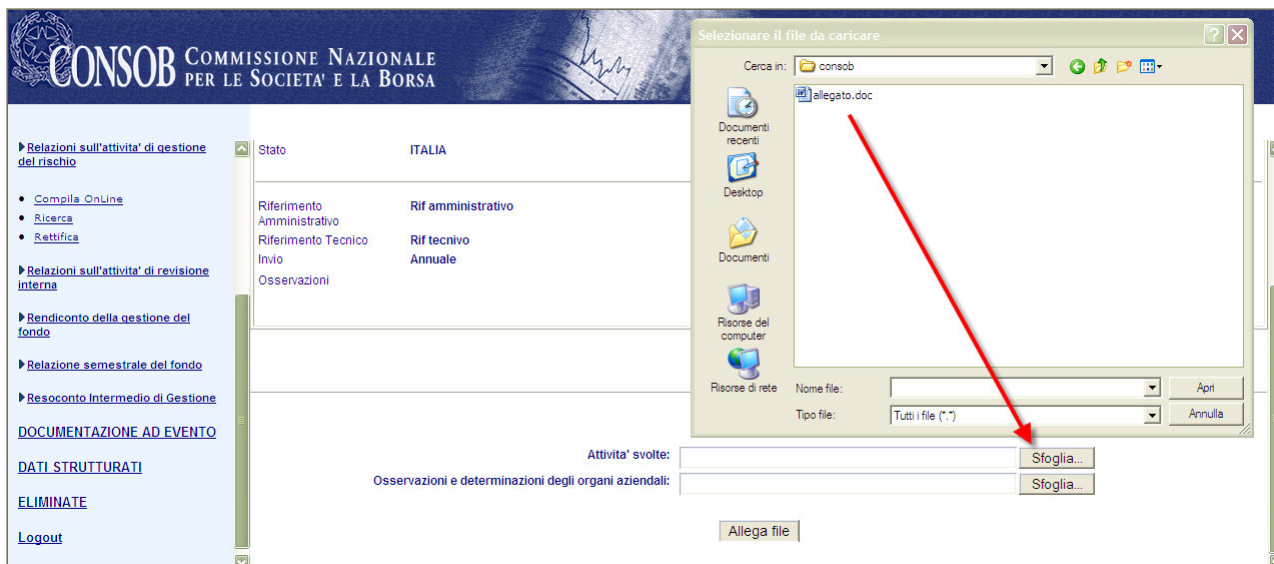 CONSOB COMMISSIONE NAZIONALE
PER LE SOCIETA' E LA BORSA
Relazioni sull'attivita' di gestione
del rischio
Compila OnLine
Ricerca
Rettifica
Relazioni sull'attivita' di revisione
interna
Rendiconto della gestione del
fondo
Relazione semestrale del fondo
Resoconto Intermedio di Gestione
DOCUMENTAZIONE AD EVENTO
DATI STRUTTURATI
ELIMINATE
Logout
Stato ITALIA
Riferimento
Amministrativo Rif amministrativo
Riferimento Tecnico Rif tecnivo
Invio Annuale
Osservazioni
Selezionare il file da caricare
Cerca in: consob
allegato.doc
Documenti
recenti
Desktop
Documenti
Risorse del
computer
Risorse di rete
Nome file: Apri
Tipo file: Tutti i file (*.*) Annulla
Attivita' svolte: Sfoglia...
Osservazioni e determinazioni degli organi aziendali: Sfoglia...
Allega file